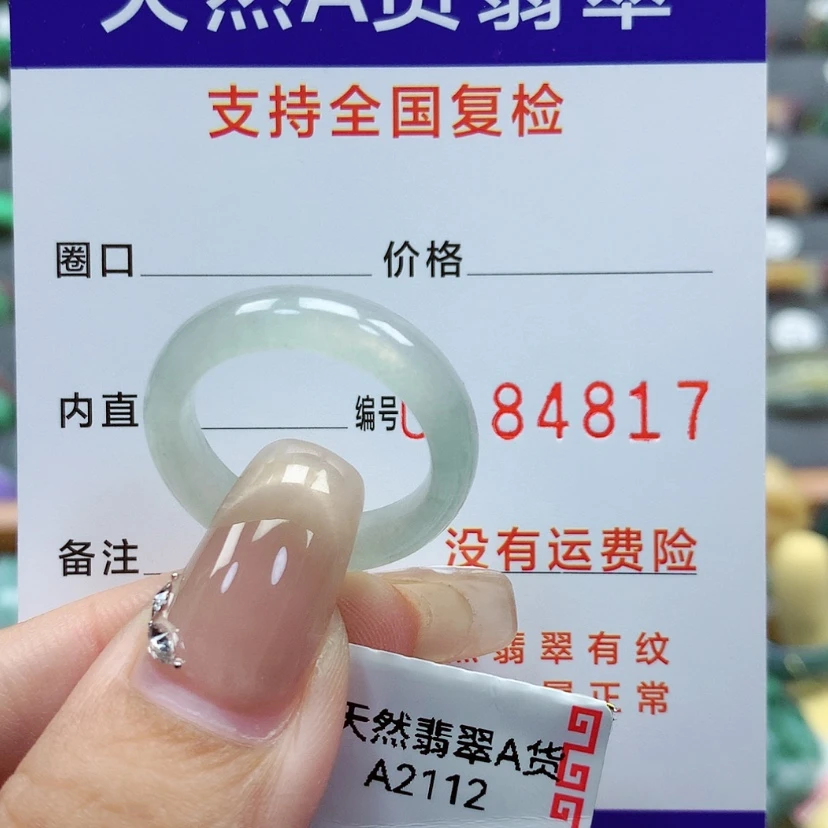 天然A货翡翠
支持全国复检
圈口 价格
内直 编号 84817
备注 没有运费险
翡翠有纹
正常
天然翡翠A货
A2112